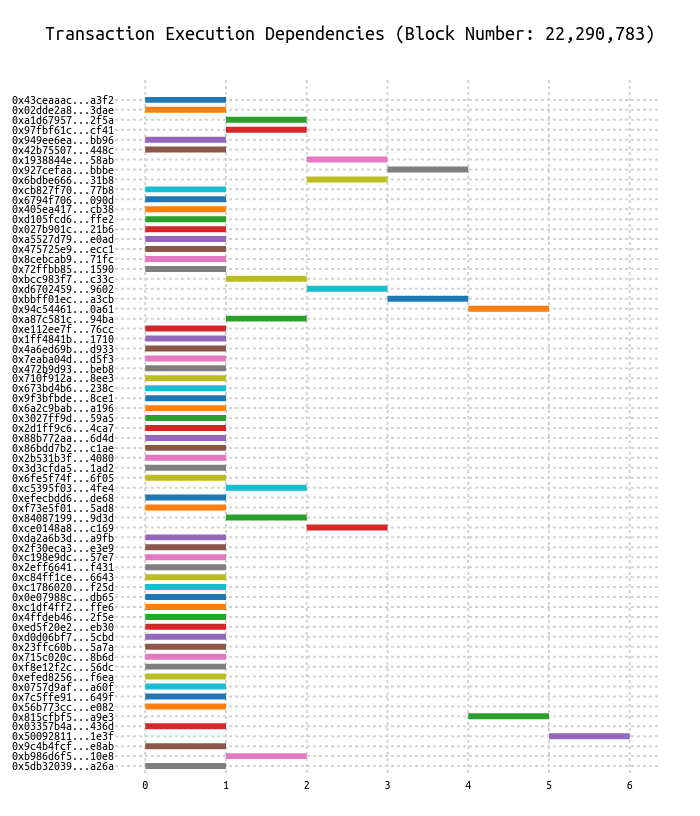 Transaction Execution Dependencies (Block Number: 22,290,783)
0x43ceaaac...a3f2
0x02dde2a8...3dae
0xa1d67957...2f5a
0x97fbf61c...cf41
0x949ee6ea...bb96
0x42b75507...448c
0x1938844e...58ab
0x927cefaa...bbbe
0x6bdbe666...31b8
0xcb827f70...77b8
0x6794f706...090d
0x405ea417...cb38
0xd105fcd6...ffe2
0x027b901c...21b6
0xa5527d79...e0ad
0x475725e9...ecc1
0x8cebcab9...71fc
0x72ffbb85...1590
0xbcc983f7...c33c
0xd6702459...9602
0xbbff01ec...a3cb
0x94c54461...0a61
0xa87c581c...94ba
0xe112ee7f...76cc
0x1ff4841b...1710
0x4a6ed69b...d933
0x7eaba04d...d5f3
0x472b9d93...beb8
0x710f912a...8ee3
0x673bd4b6...238c
0x9f3bfbde...8ce1
0x6a2c9bab...a196
0x3027ff9d...59a5
0x2d1ff9c6...4ca7
0x88b772aa...6d4d
0x86bdd7b2...c1ae
0x2b531b3f...4080
0x3d3cfda5...1ad2
0x6fe5f74f...6f05
0xc5395f03...4fe4
0xefecbdd6...de68
0xf73e5f01...5ad8
0x84087199...9d3d
0xce0148a8...c169
0xda2a6b3d...a9fb
0x2f30eca3...e3e9
0xc198e9dc...57e7
0x2eff6641...f431
0xc84ff1ce...6643
0xc1786020...f25d
0x0e07988c...db65
0xc1df4ff2...ffe6
0x4ffdeb46...2f5e
0xed5f20e2...eb30
0xd0d06bf7...5cbd
0x23ffc60b...5a7a
0x715c020c...8b6d
0xf8e12f2c...56dc
0xefed8256...f6ea
0x0757d9af...a60f
0x7c5ffe91...649f
0x56b773cc...e082
0x815cfbf5...a9e3
0x03357b4a...436d
0x50092811...1e3f
0x9c4b4fcf...e8ab
0xb986d6f5...10e8
0x5db32039...a26a
0 1 2 3 4 5 6